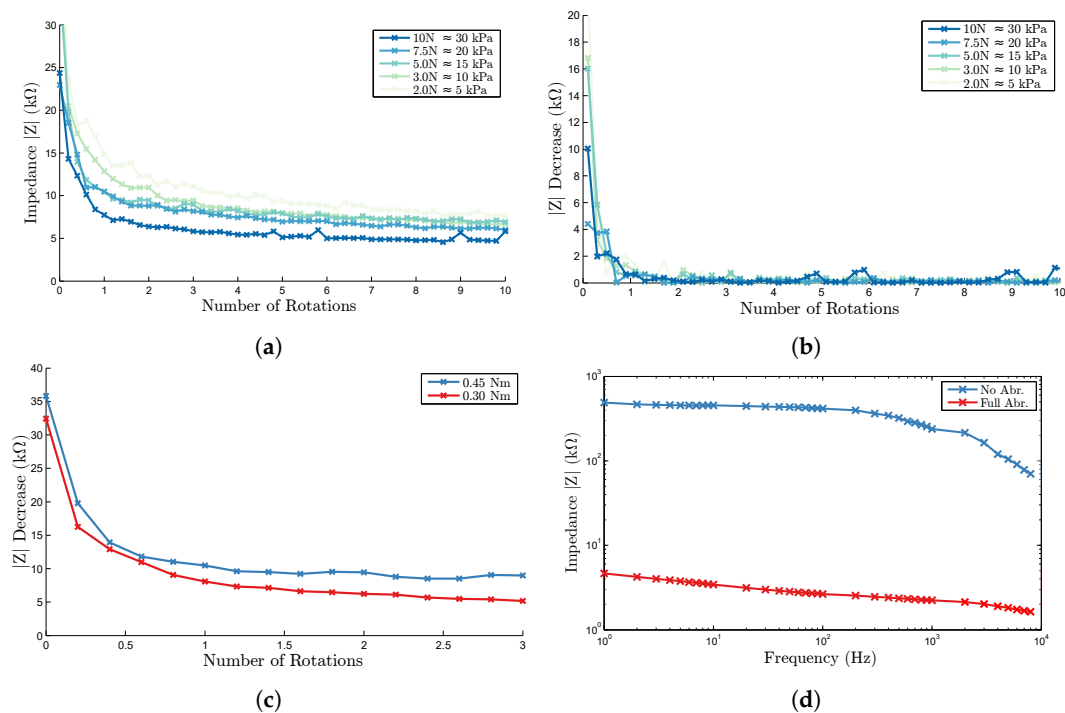 30
25
20
15
10
5
0
0 1 2 3 4 5 6 7 8 9 10
Impedance |Z| (kΩ)
Number of Rotations
10N ≈ 30 kPa
7.5N ≈ 20 kPa
5.0N ≈ 15 kPa
3.0N ≈ 10 kPa
2.0N ≈ 5 kPa
(a)
20
18
16
14
12
10
8
6
4
2
0
0 1 2 3 4 5 6 7 8 9 10
|Z| Decrease (kΩ)
Number of Rotations
10N ≈ 30 kPa
7.5N ≈ 20 kPa
5.0N ≈ 15 kPa
3.0N ≈ 10 kPa
2.0N ≈ 5 kPa
(b)
40
35
30
25
20
15
10
5
0
0 0.5 1 1.5 2 2.5 3
|Z| Decrease (kΩ)
Number of Rotations
0.45 Nm
0.30 Nm
(c)
10³
10²
10¹
10⁰
10⁰ 10¹ 10² 10³ 10⁴
Impedance |Z| (kΩ)
Frequency (Hz)
No Abr.
Full Abr.
(d)